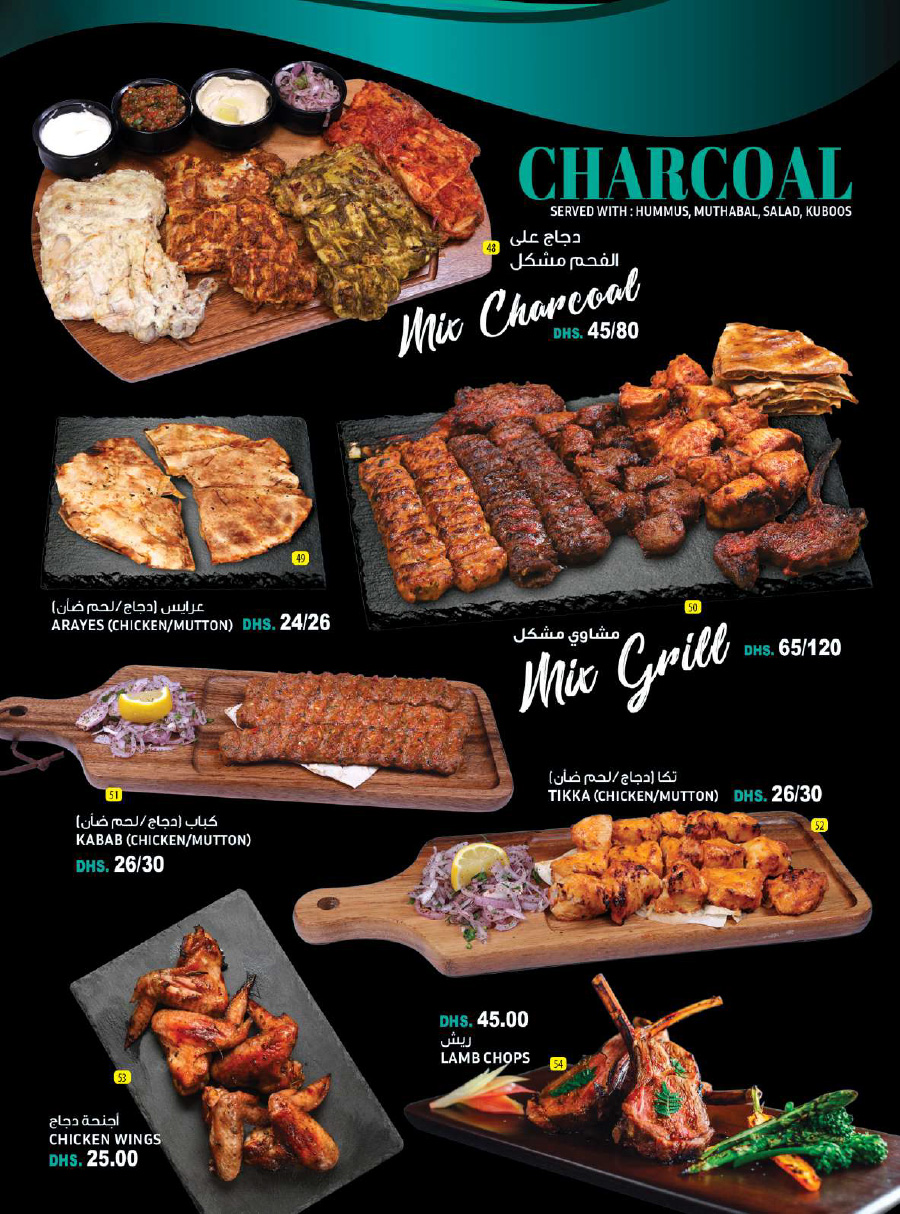 CHARCOAL
SERVED WITH : HUMMUS, MUTHABAL, SALAD, KUBOOS
48
دجاج على
الفحم مشكل
Mix Charcoal
DHS. 45/80
49
عرايس (دجاج/لحم ضأن)
ARAYES (CHICKEN/MUTTON) DHS. 24/26
50
مشاوي مشكل
Mix Grill
DHS. 65/120
51
كباب (دجاج/لحم ضأن)
KABAB (CHICKEN/MUTTON)
DHS. 26/30
تكا (دجاج/لحم ضأن)
TIKKA (CHICKEN/MUTTON) DHS. 26/30
52
53
أجنحة دجاج
CHICKEN WINGS
DHS. 25.00
DHS. 45.00
ريش
LAMB CHOPS
54